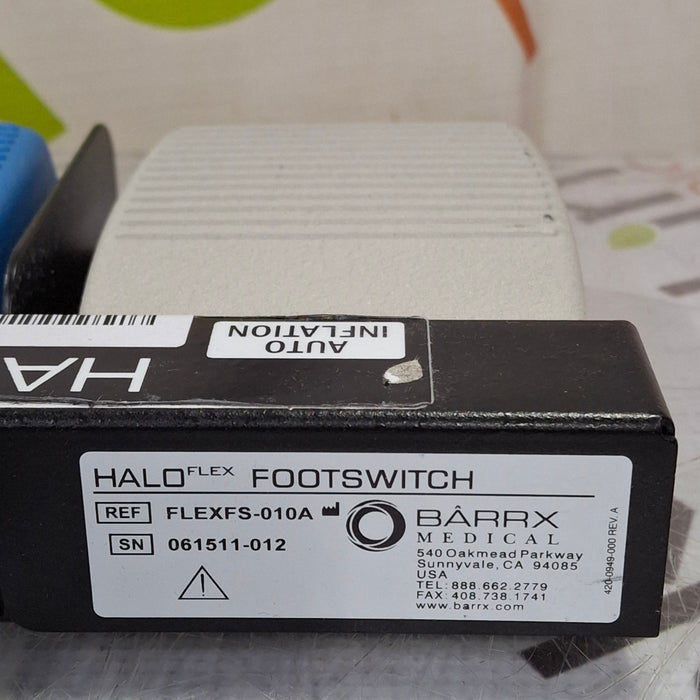 AUTO
INFLATION
HA
HALOFLEX FOOTSWITCH
REF FLEXFS-010A
SN 061511-012
BÂRRX
MEDICAL
540 Oakmead Parkway
Sunnyvale, CA 94085
USA
TEL: 888.662.2779
FAX: 408.738.1741
www.barrx.com
420-0949-000 REV. A